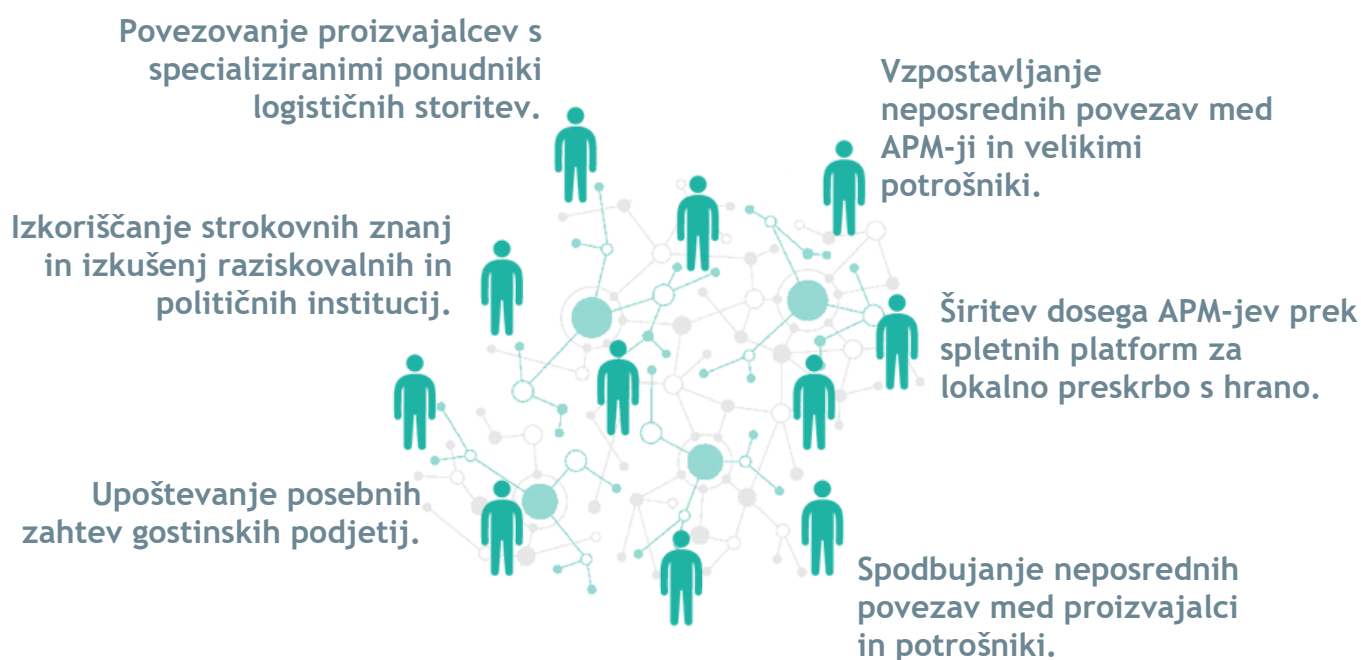 Povezovanje proizvajalcev s
specializiranimi ponudniki
logističnih storitev.
Vzpostavljanje
neposrednih povezav med
APM-ji in velikimi
potrošniki.
Izkoriščanje strokovnih znanj
in izkušenj raziskovalnih in
političnih institucij.
Širitev dosega APM-jev prek
spletnih platform za
lokalno preskrbo s hrano.
Upoštevanje posebnih
zahtev gostinskih podjetij.
Spodbujanje neposrednih
povezav med proizvajalci
in potrošniki.